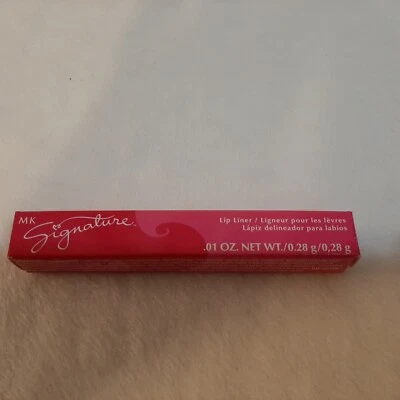 MK
Signature
Lip Liner / Ligneur pour les lèvres
Lápiz delineador para labios
.01 OZ. NET WT./0.28 g/0,28 g